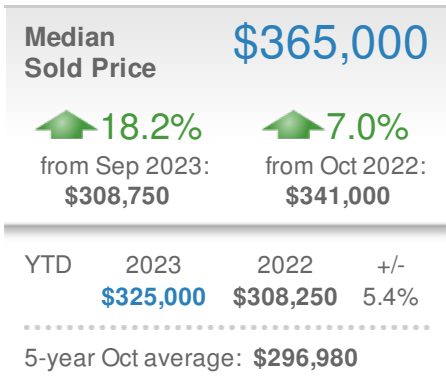 Median
Sold Price
$365,000
18.2%
from Sep 2023:
$308,750
7.0%
from Oct 2022:
$341,000
YTD 2023 2022 +/-
$325,000 $308,250 5.4%
5-year Oct average: $296,980